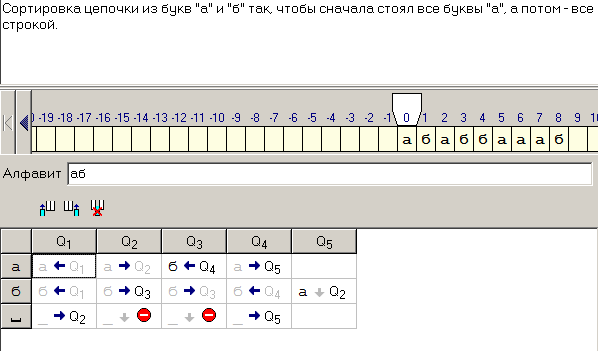 Сортировка цепочки из букв "а" и "б" так, чтобы сначала стоял все буквы "а", а потом - все
строкой.
-19 -18 -17 -16 -15 -14 -13 -12 -11 -10 -9 -8 -7 -6 -5 -4 -3 -2 -1 0 1 2 3 4 5 6 7 8 9 10
а б а б б а а а б
Алфавит аб
Q1 Q2 Q3 Q4 Q5
а а ← Q1 а → Q2 б ← Q4 а → Q5
б б ← Q1 б → Q3 б → Q3 б ← Q4 а ↓ Q2
_ _ → Q2 _ ↓ _ ↓ _ → Q5